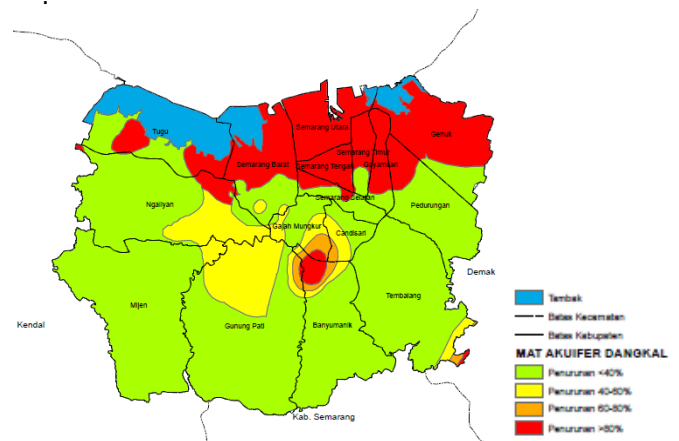 Tugu
Semarang Utara
Genuk
Semarang Barat
Semarang Tengah
Semarang Timur
Gayamsari
Semarang Selatan
Pedurungan
Ngaliyan
Gajah Mungkur
Candisari
Demak
Tembalang
Mijen
Kendal
Gunung Pati
Banyumanik
Kab. Semarang
Tambak
Batas Kecamatan
Batas Kabupaten
MAT AKUIFER DANGKAL
Penurunan <40%
Penurunan 40-60%
Penurunan 60-80%
Penurunan >80%